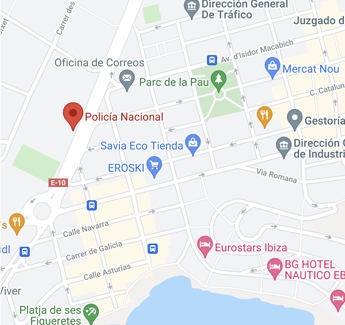 Dirección General
De Tráfico
Juzgado d
Carrer des
Sixet
Av. d'Isidor Macabich
Oficina de Correos
Mercat Nou
Parc de la Pau
C. Catalun
Policía Nacional
Gestoría
Savia Eco Tienda
Dirección G
de Industri
EROSKI
Via Romana
E-10
's
idl
Calle Navarra
Carrer de Galicia
Eurostars Ibiza
BG HOTEL
NAUTICO EB
Calle Asturias
Viver
Platja de ses
Figueretes